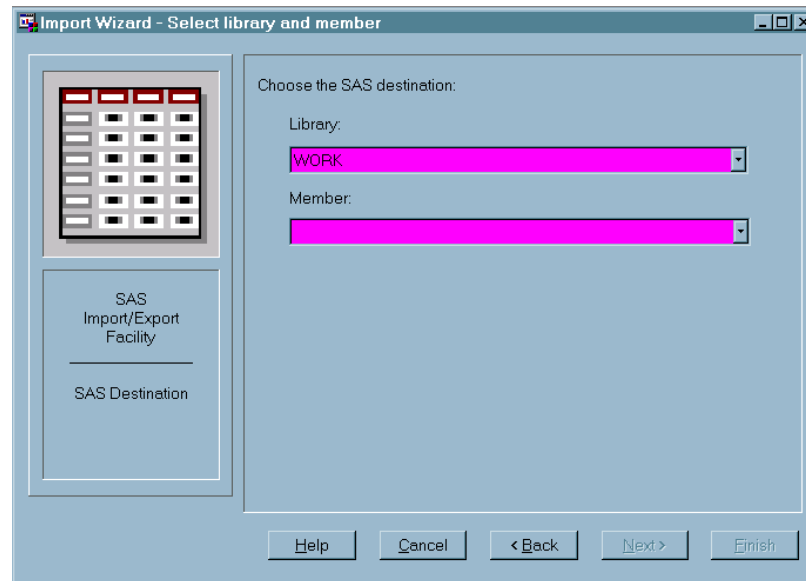 Import Wizard - Select library and member
Choose the SAS destination:
Library:
WORK
Member:
SAS
Import/Export
Facility
SAS Destination
Help
Cancel
< Back
Next >
Finish